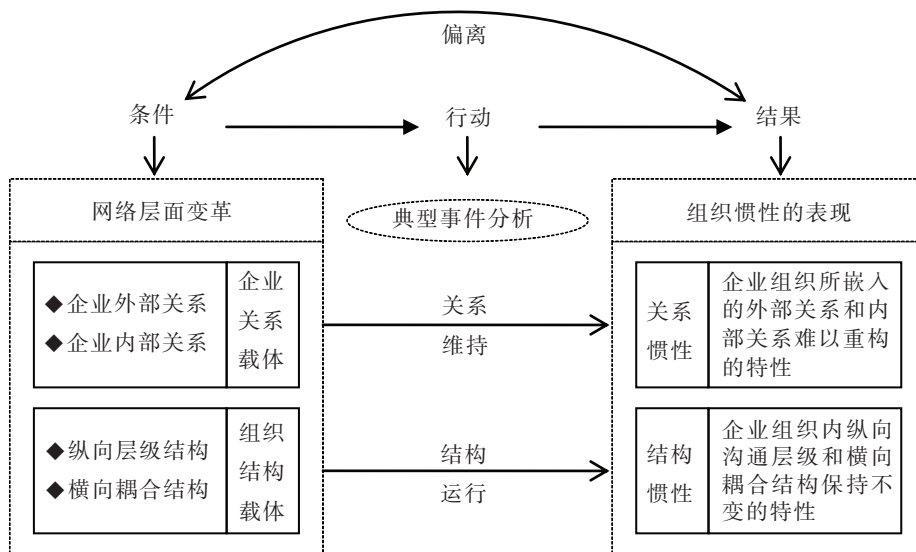 偏离
条件
行动
结果
网络层面变革
典型事件分析
组织惯性的表现
◆企业外部关系
◆企业内部关系
企业
关系
载体
关系
维持
关系
惯性
企业组织所嵌入
的外部关系和内
部关系难以重构
的特性
◆纵向层级结构
◆横向耦合结构
组织
结构
载体
结构
运行
结构
惯性
企业组织内纵向
沟通层级和横向
耦合结构保持不
变的特性